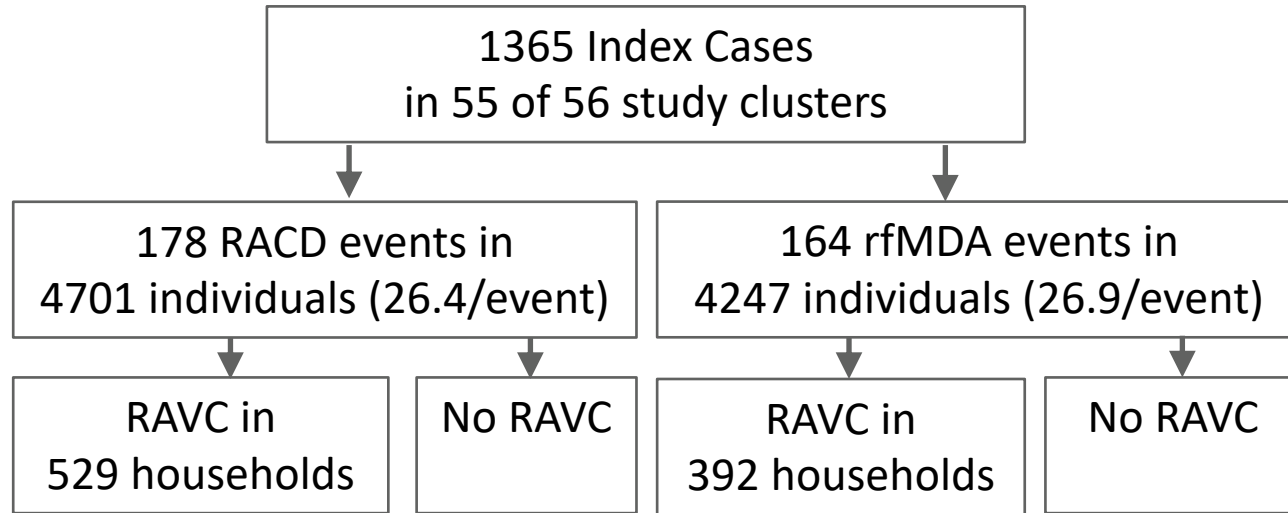 1365 Index Cases
in 55 of 56 study clusters
178 RACD events in
4701 individuals (26.4/event)
164 rfMDA events in
4247 individuals (26.9/event)
RAVC in
529 households
No RAVC
RAVC in
392 households
No RAVC